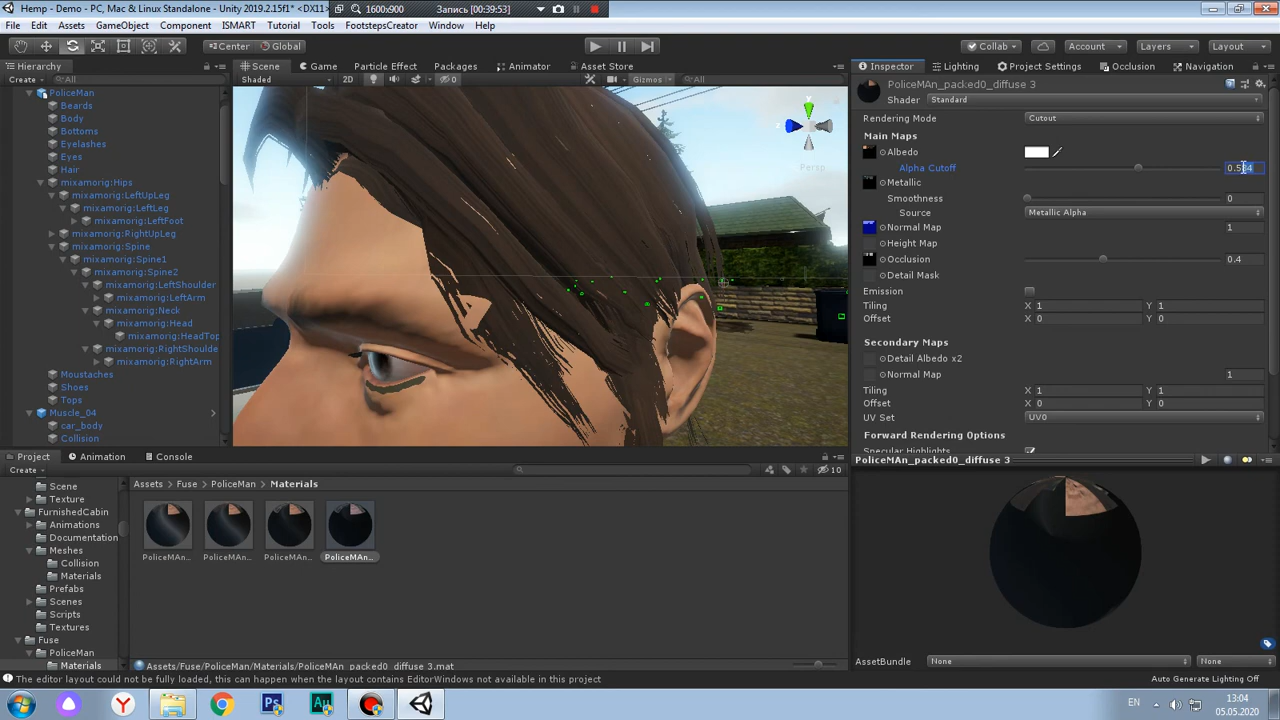 Hemp - Demo - PC, Mac & Linux Standalone - Unity 2019.2.15f1* <DX11>
1600x900
Запись [00:39:53]
File Edit Assets GameObject Component ISMART Tutorial Tools FootstepsCreator Window Help
Center Global
Collab Account Layers Layout
Hierarchy
Create All
PoliceMan
Beards
Body
Bottoms
Eyelashes
Eyes
Hair
mixamorig:Hips
mixamorig:LeftUpLeg
mixamorig:LeftLeg
mixamorig:LeftFoot
mixamorig:RightUpLeg
mixamorig:Spine
mixamorig:Spine1
mixamorig:Spine2
mixamorig:LeftShoulder
mixamorig:LeftArm
mixamorig:Neck
mixamorig:Head
mixamorig:HeadTop
mixamorig:RightShoulde
mixamorig:RightArm
Moustaches
Shoes
Tops
Muscle_04
car_body
Collision
Scene Game Particle Effect Packages Animator Asset Store
Shaded 2D 0 Gizmos All
y
z
Persp
Inspector Lighting Project Settings Occlusion Navigation
PoliceMAn_packed0_diffuse 3
Shader Standard
Rendering Mode Cutout
Main Maps
Albedo
Alpha Cutoff
Metallic
Smoothness 0
Source Metallic Alpha
Normal Map 1
Height Map
Occlusion 0.4
Detail Mask
Emission
Tiling X 1 Y 1
Offset X 0 Y 0
Secondary Maps
Detail Albedo x2
Normal Map 1
Tiling X 1 Y 1
Offset X 0 Y 0
UV Set UV0
Forward Rendering Options
Specular Highlights
PoliceMAn_packed0_diffuse 3
AssetBundle None None
Project Animation Console
Create 10
Scene
Texture
FurnishedCabin
Animations
Documentation
Meshes
Collision
Materials
Prefabs
Scenes
Scripts
Textures
Fuse
PoliceMan
Materials
Assets Fuse PoliceMan Materials
PoliceMAn... PoliceMAn... PoliceMAn... PoliceMAn...
Assets/Fuse/PoliceMan/Materials/PoliceMAn_packed0_diffuse 3.mat
The editor layout could not be fully loaded, this can happen when the layout contains EditorWindows not available in this project
Auto Generate Lighting Off
Ps Au
EN
13:04
05.05.2020